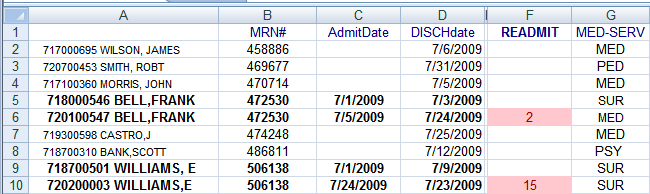 A B C D F G
1 MRN# AdmitDate DISCHdate READMIT MED-SERV
2 717000695 WILSON, JAMES 458886 7/6/2009 MED
3 720700453 SMITH, ROBT 469677 7/31/2009 PED
4 717100360 MORRIS, JOHN 470714 7/5/2009 MED
5 718000546 BELL,FRANK 472530 7/1/2009 7/3/2009 SUR
6 720100547 BELL,FRANK 472530 7/5/2009 7/24/2009 2 MED
7 719300598 CASTRO,J 474248 7/25/2009 MED
8 718700310 BANK,SCOTT 486811 7/12/2009 PSY
9 718700501 WILLIAMS, E 506138 7/1/2009 7/9/2009 SUR
10 720200003 WILLIAMS,E 506138 7/24/2009 7/23/2009 15 SUR